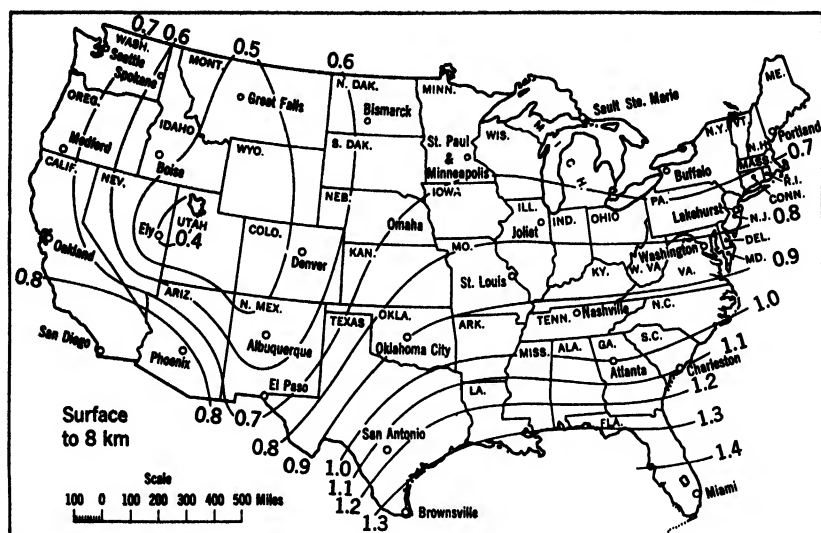 0.7 0.6 0.5 0.6
WASH.
Seattle
Spokane
MONT.
Great Falls
N. DAK.
Bismarck
MINN.
Sault Ste. Marie
ME.
OREG.
Medford
IDAHO
Boise
WYO.
S. DAK.
St. Paul
&
Minneapolis
WIS.
MICH.
N.Y.
VT.
N.H.
Portland
0.7
MASS.
R.I.
CONN.
Buffalo
CALIF.
NEV.
UTAH
Ely
0.4
NEB.
Omaha
IOWA
ILL.
Joliet
IND.
OHIO
PA.
Lakehurst
N.J.
0.8
Oakland
COLO.
Denver
KAN.
MO.
St. Louis
KY.
W. VA
VA.
Washington
DEL.
MD.
0.9
0.8
ARIZ.
N. MEX.
TEXAS
OKLA.
Oklahoma City
ARK.
TENN.
Nashville
N.C.
1.0
San Diego
Phoenix
Albuquerque
El Paso
MISS.
ALA.
GA.
Atlanta
S.C.
Charleston
1.1
1.2
LA.
FLA.
1.3
Surface
to 8 km
0.8 0.7
0.8
0.9
San Antonio
1.0
1.1
1.2
1.3
Brownsville
1.4
Miami
Scale
100 0 100 200 300 400 500 Miles